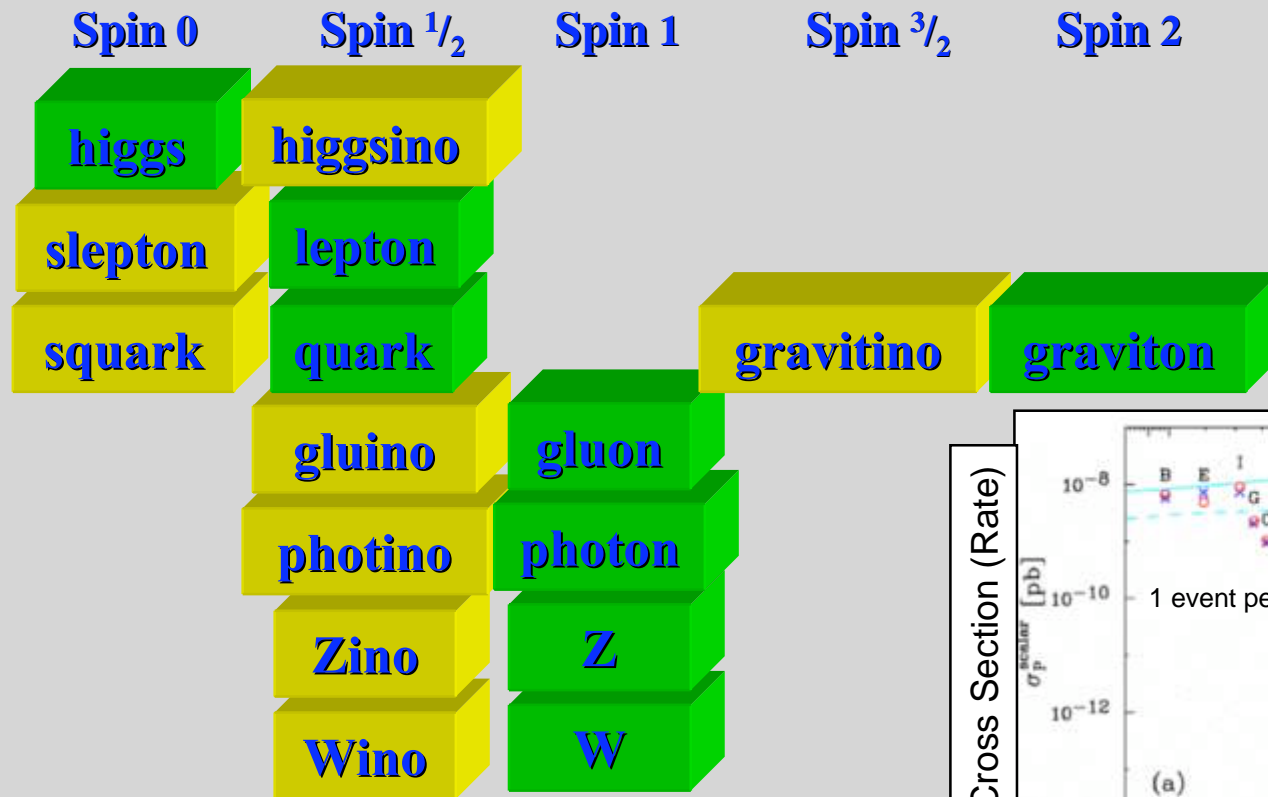 Spin 0 Spin 1/2 Spin 1 Spin 3/2 Spin 2
higgs higgsino
slepton lepton
squark quark gravitino graviton
gluino gluon
photino photon
Zino Z
Wino W
Cross Section (Rate)
σ_p^scalar [pb]
10⁻⁸
B E I
G
10⁻¹⁰
1 event pe
10⁻¹²
(a)